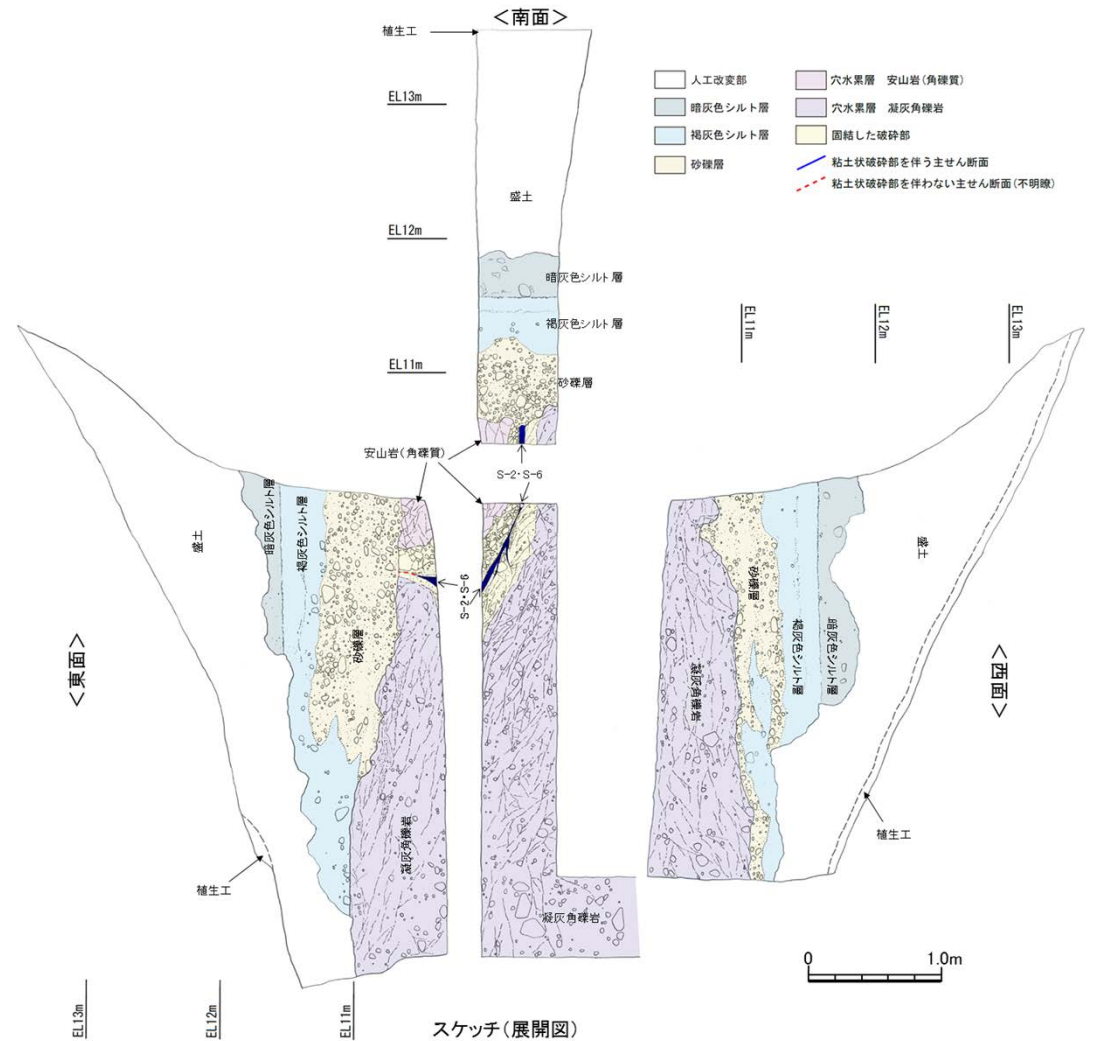 ＜南面＞
植生工
EL13m
EL12m
EL11m
盛土
暗灰色シルト層
褐灰色シルト層
砂礫層
人工改変部
暗灰色シルト層
褐灰色シルト層
砂礫層
穴水累層 安山岩(角礫質)
穴水累層 凝灰角礫岩
固結した破砕部
粘土状破砕部を伴う主せん断面
粘土状破砕部を伴わない主せん断面(不明瞭)
安山岩(角礫質)
S-2・S-6
S-2・S-6
＜東面＞
盛土
暗灰色シルト層
褐灰色シルト層
砂礫層
凝灰角礫岩
植生工
EL13m
EL12m
EL11m
凝灰角礫岩
EL11m
EL12m
EL13m
凝灰角礫岩
砂礫層
褐灰色シルト層
暗灰色シルト層
盛土
＜西面＞
植生工
0 1.0m
スケッチ(展開図)